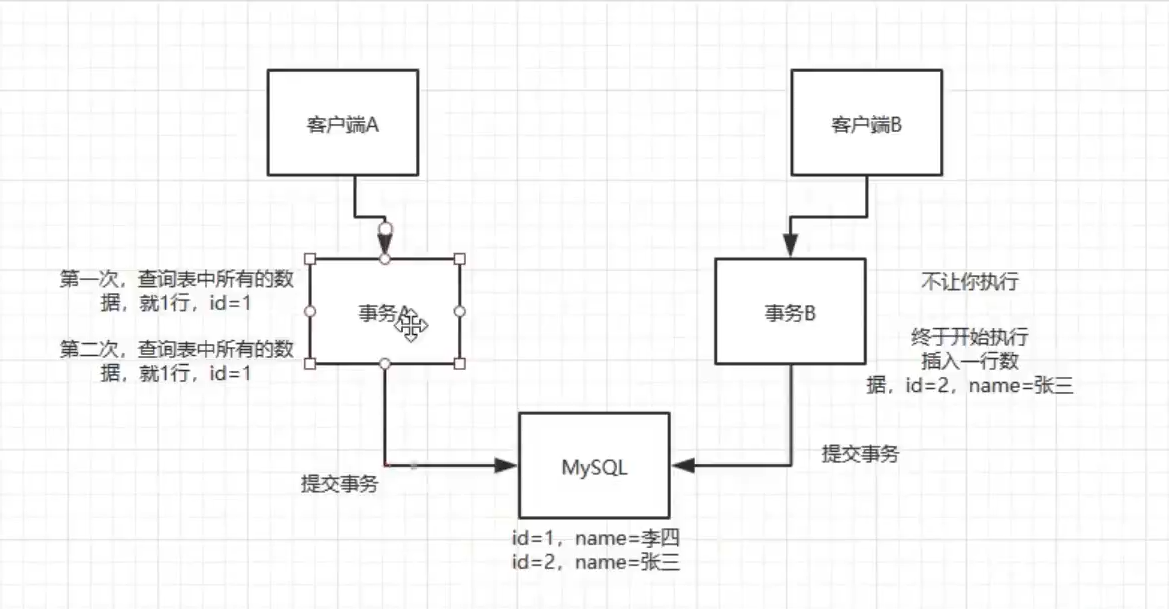 客户端A
客户端B
第一次，查询表中所有的数
据，就1行，id=1
第二次，查询表中所有的数
据，就1行，id=1
事务A
事务B
不让你执行
终于开始执行
插入一行数
据，id=2，name=张三
提交事务
MySQL
提交事务
id=1，name=李四
id=2，name=张三